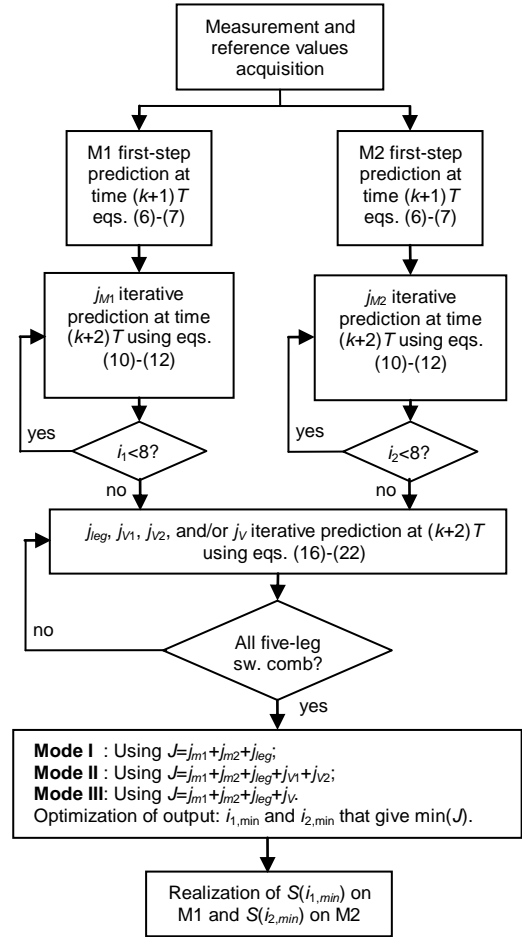 Measurement and
reference values
acquisition
M1 first-step
prediction at
time (k+1)T
eqs. (6)-(7)
M2 first-step
prediction at
time (k+1)T
eqs. (6)-(7)
jM1 iterative
prediction at time
(k+2)T using eqs.
(10)-(12)
jM2 iterative
prediction at time
(k+2)T using eqs.
(10)-(12)
yes
i1<8?
no
yes
i2<8?
no
jleg, jV1, jV2, and/or jV iterative prediction at (k+2)T
using eqs. (16)-(22)
no
All five-leg
sw. comb?
yes
Mode I : Using J=jm1+jm2+jleg;
Mode II : Using J=jm1+jm2+jleg+jV1+jV2;
Mode III: Using J=jm1+jm2+jleg+jV.
Optimization of output: i1,min and i2,min that give min(J).
Realization of S(i1,min) on
M1 and S(i2,min) on M2